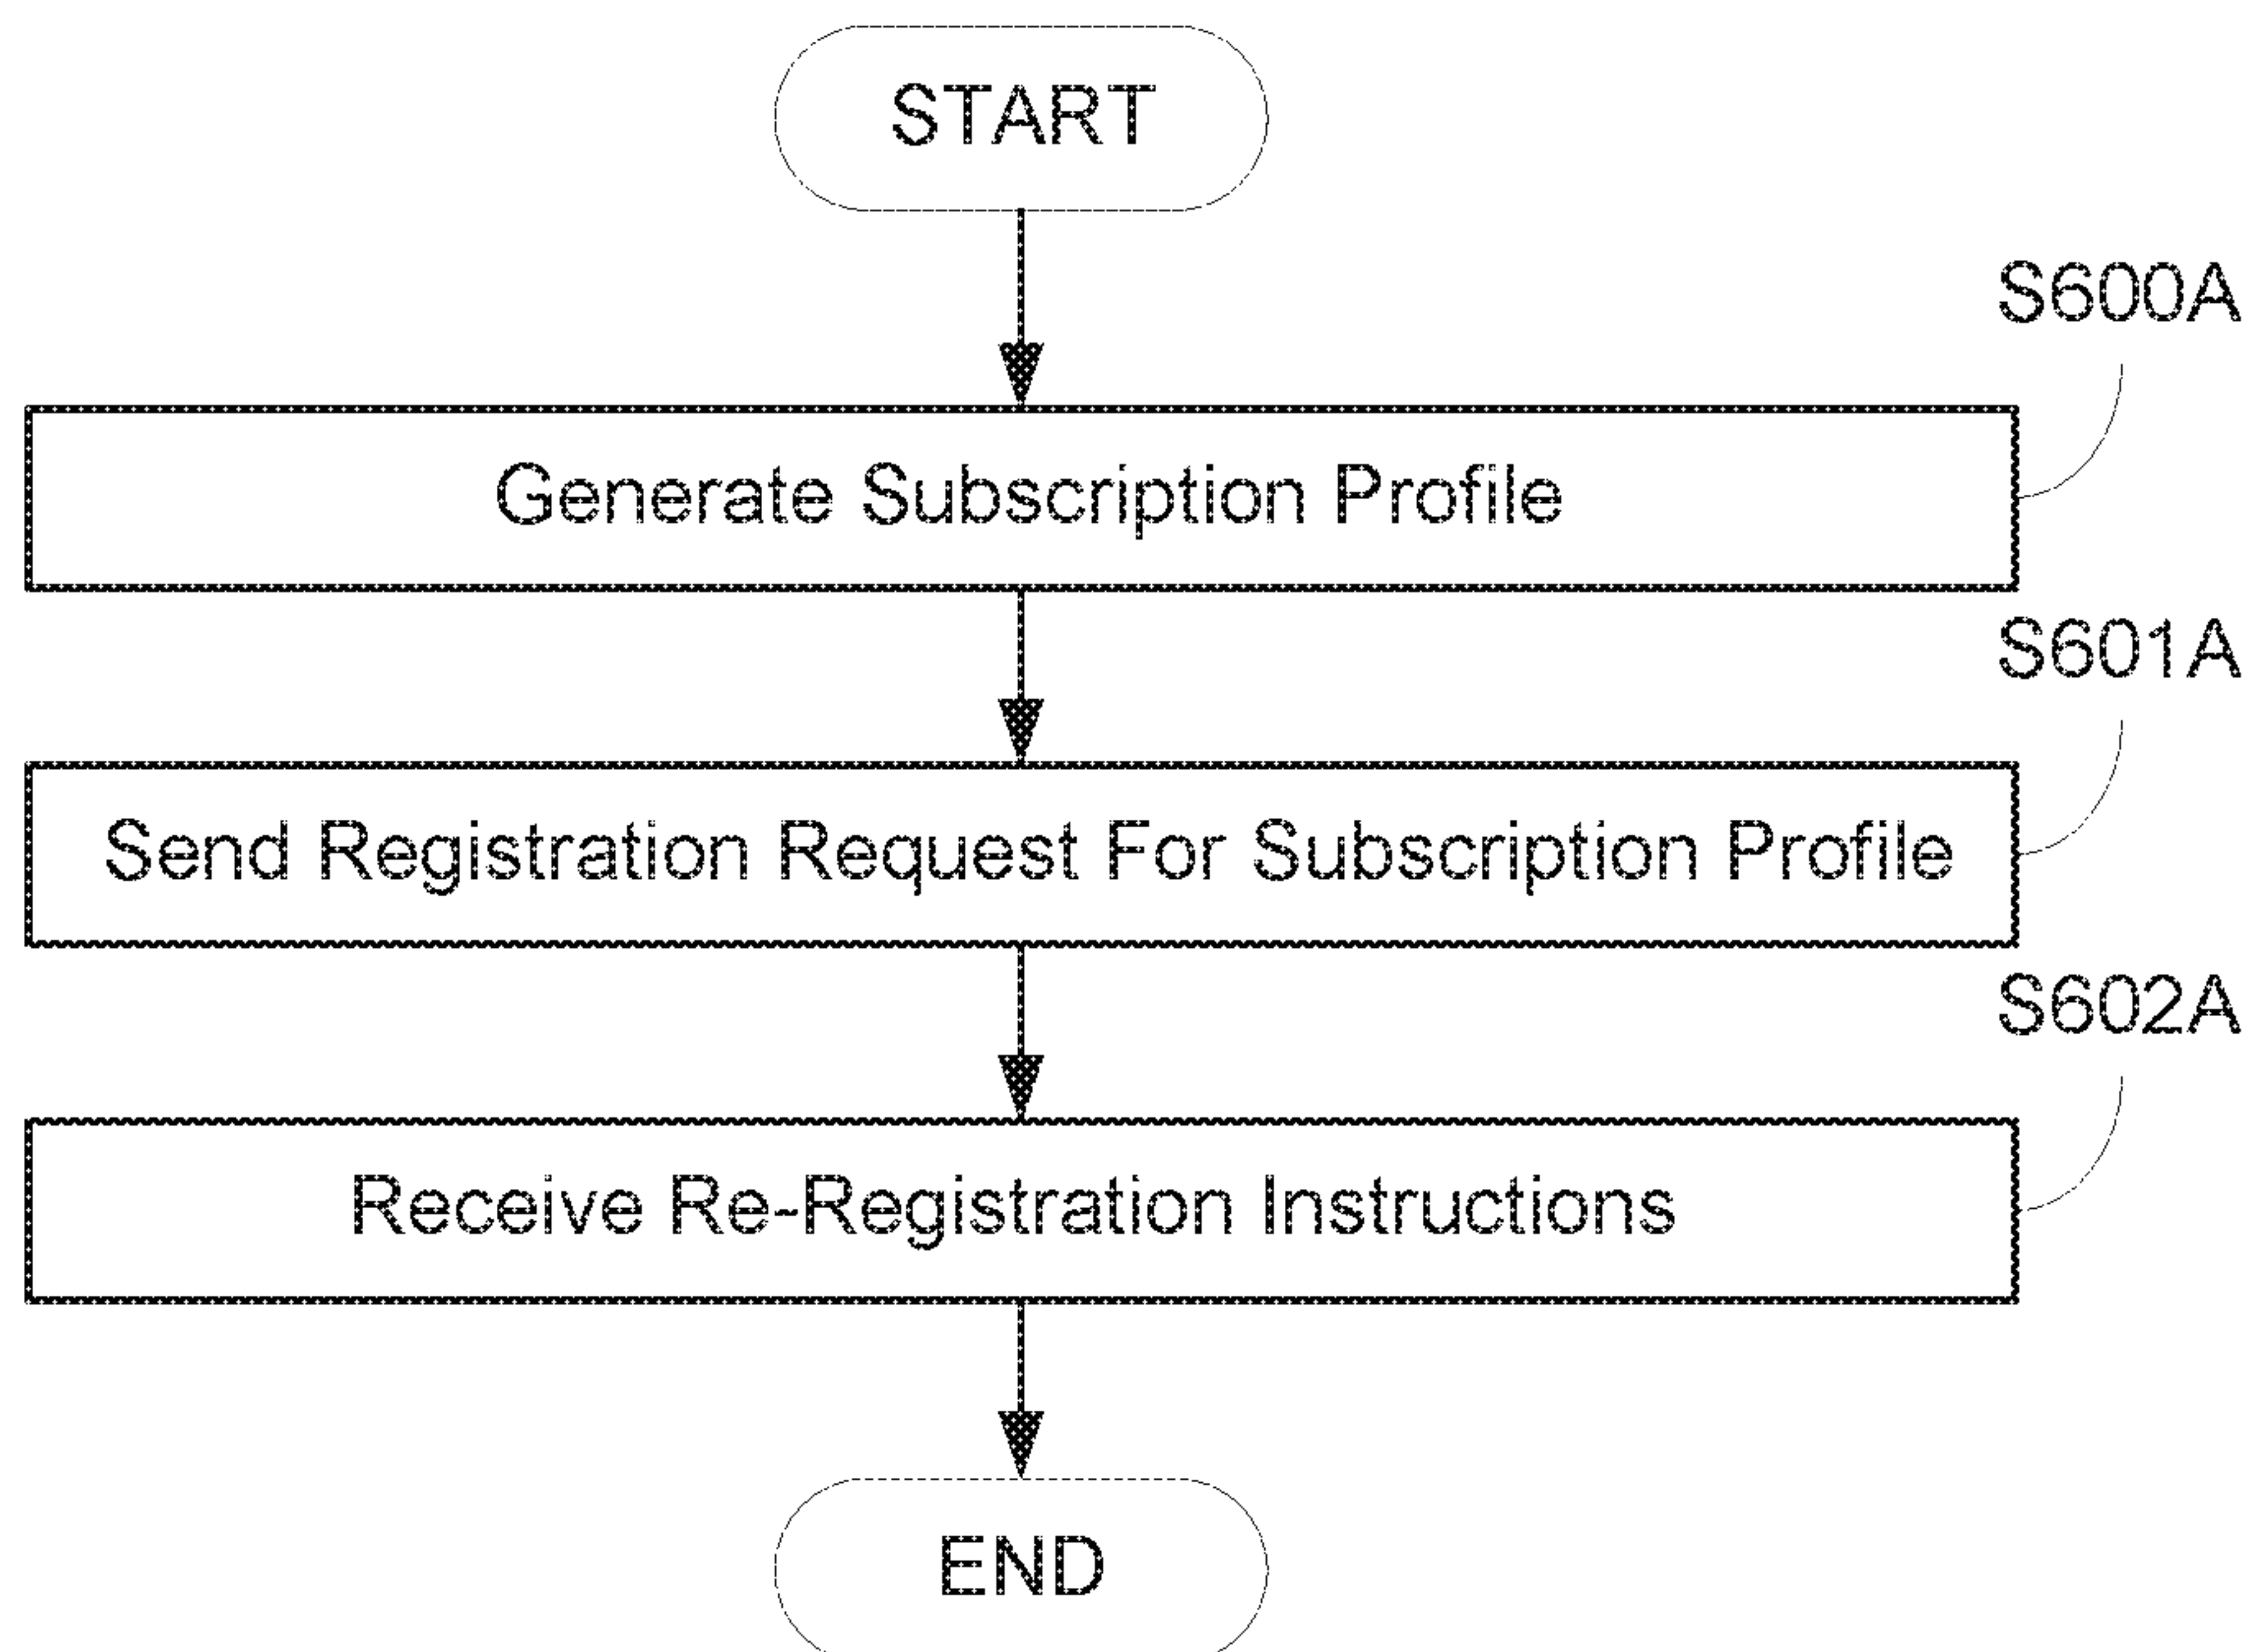 START
S600A
Generate Subscription Profile
S601A
Send Registration Request For Subscription Profile
S602A
Receive Re-Registration Instructions
END